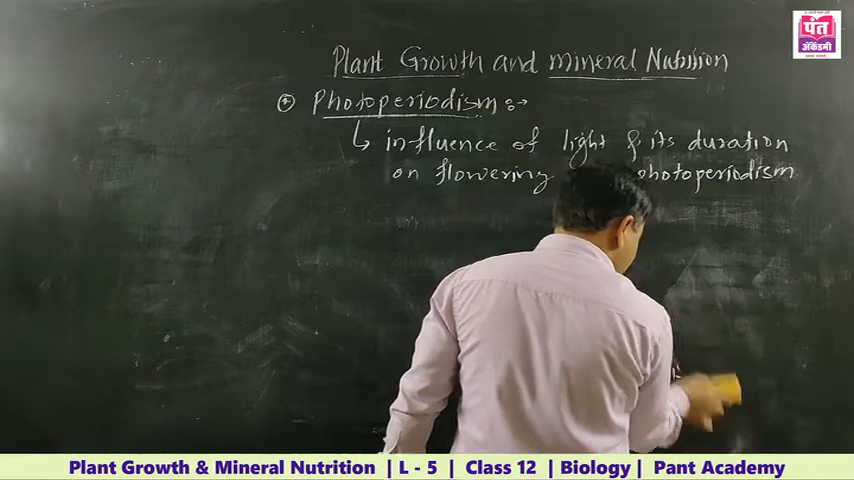 पंत
अॅकॅडमी
Plant Growth and mineral Nutrition
Photoperiodism :→
influence of light & its duration
on flowering photoperiodism
Plant Growth & Mineral Nutrition | L - 5 | Class 12 | Biology | Pant Academy